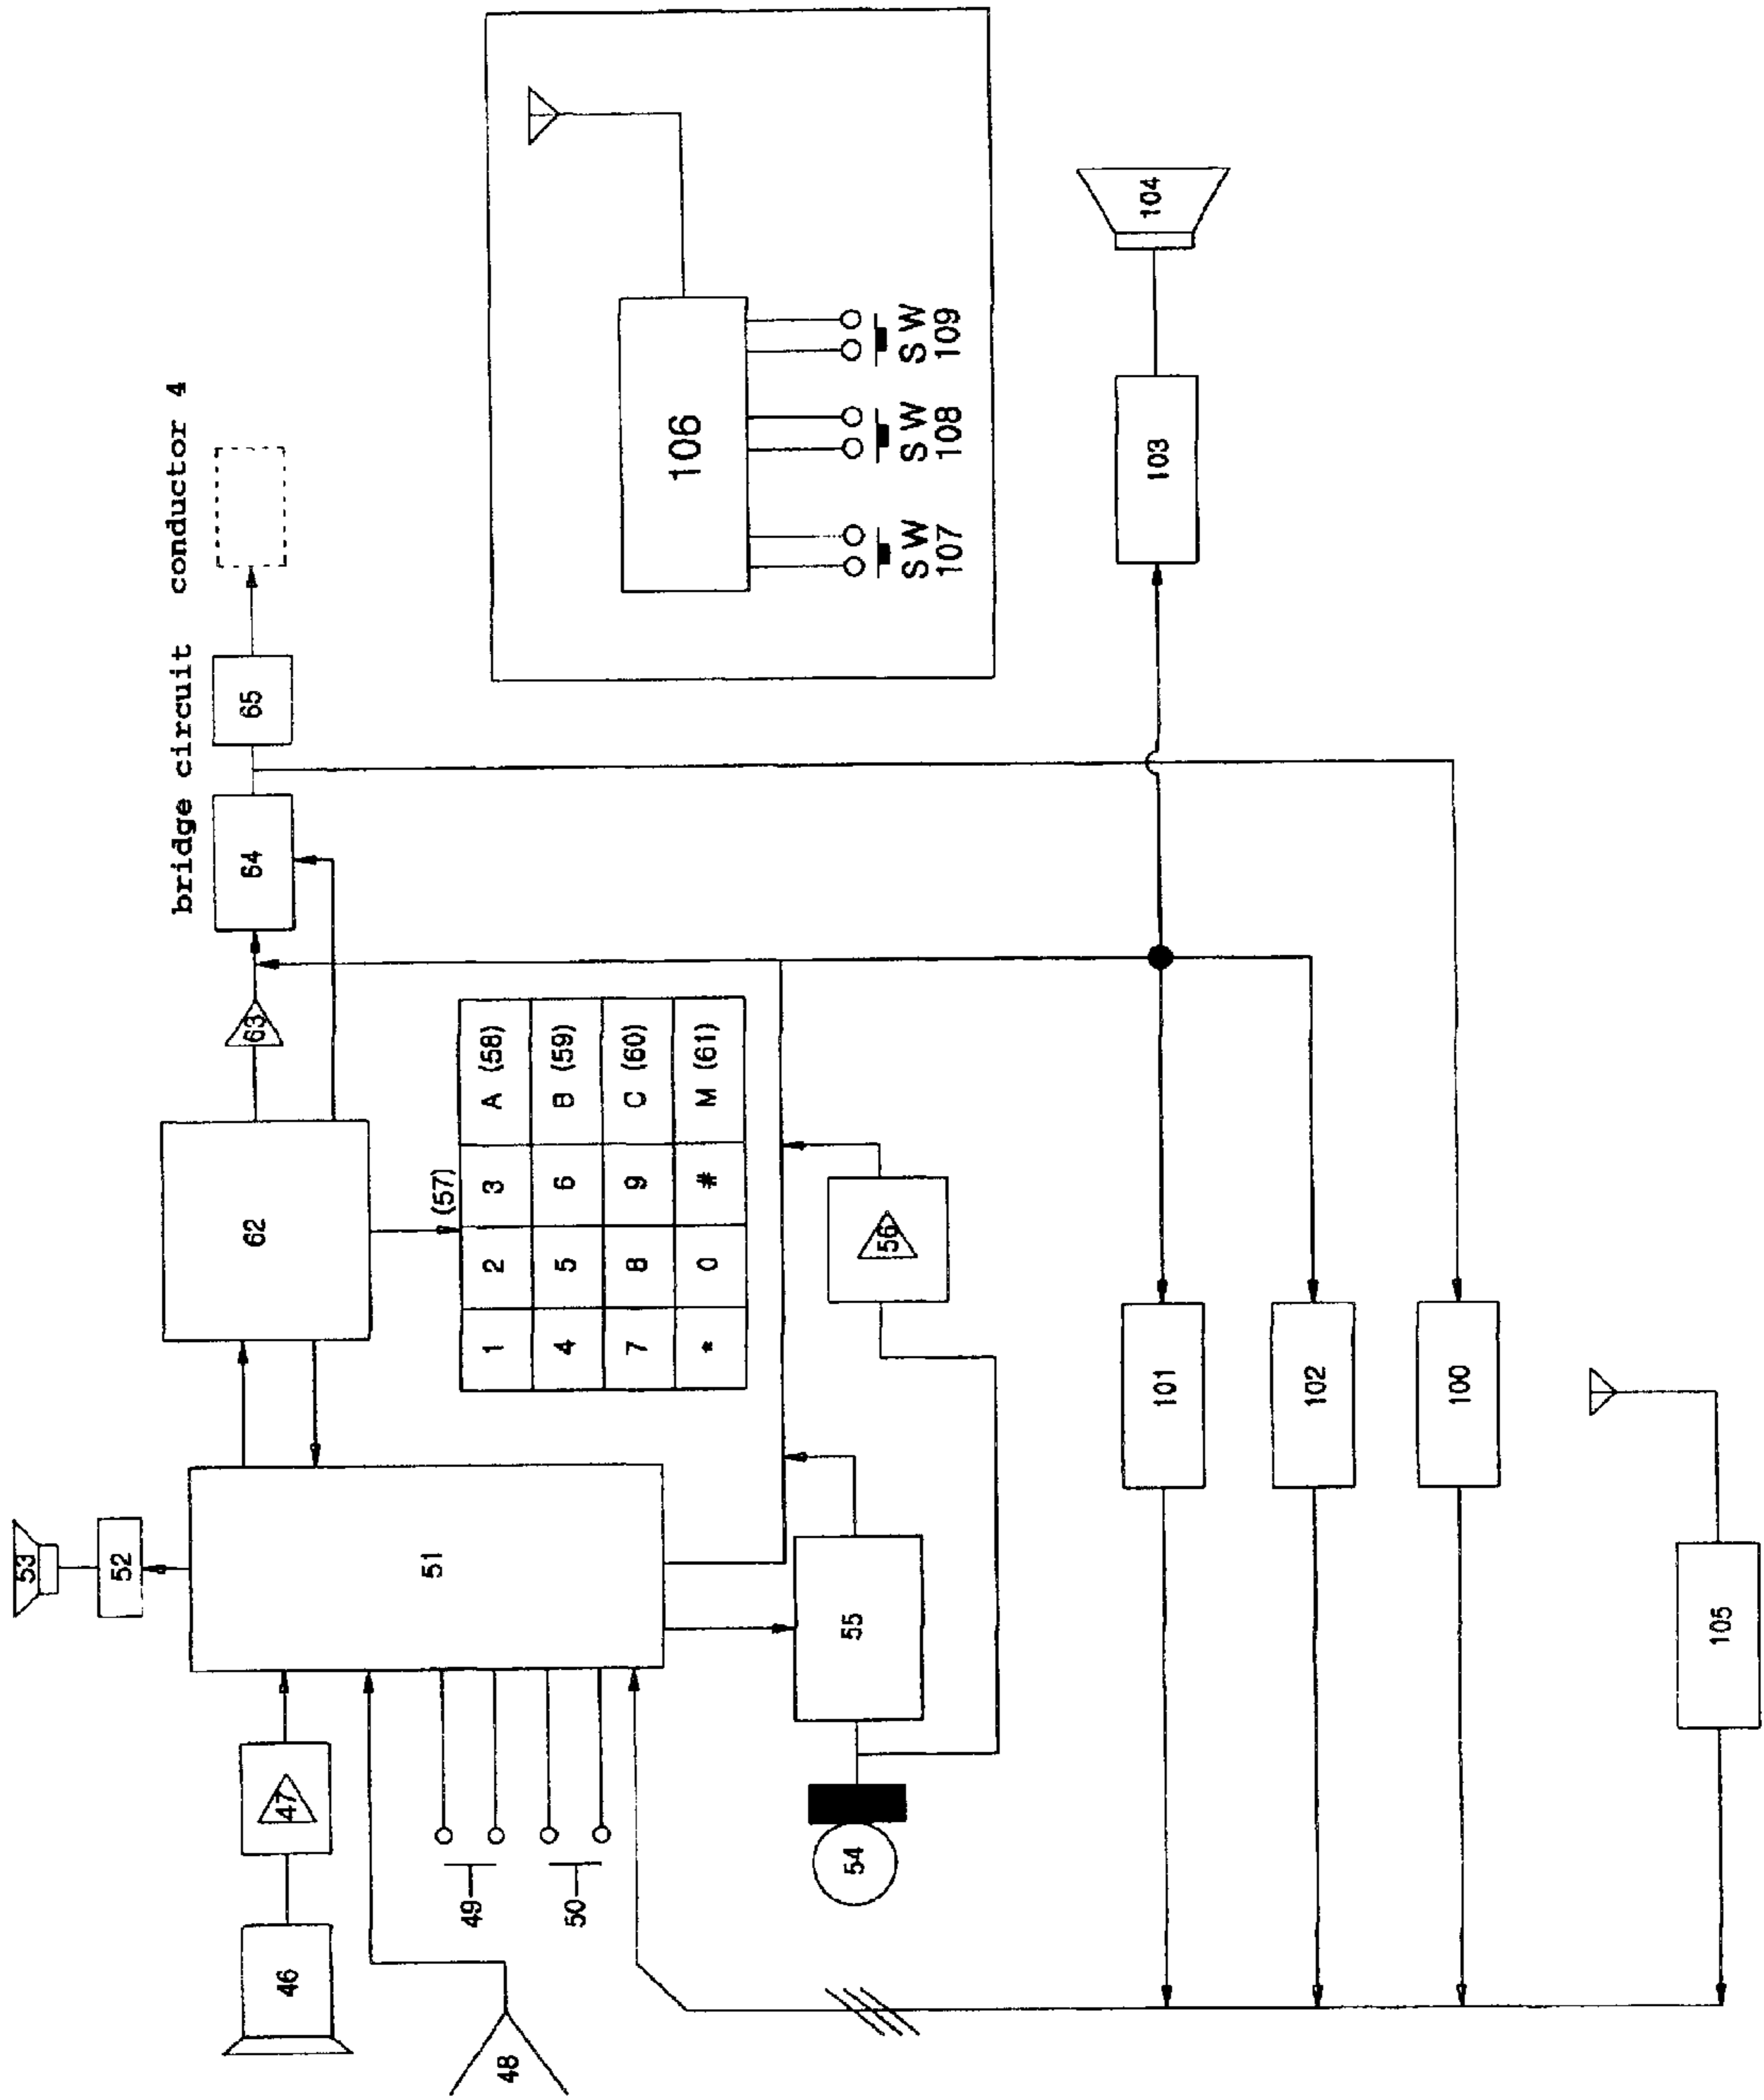 bridge circuit conductor 4
53
52
46
47
51
62
63
64
65
48
49
50
(57)
1 2 3 A (58)
4 5 6 B (59)
7 8 9 C (60)
* 0 # M (61)
54
55
56
106
SW 107
SW 108
SW 109
101
102
100
103
104
105